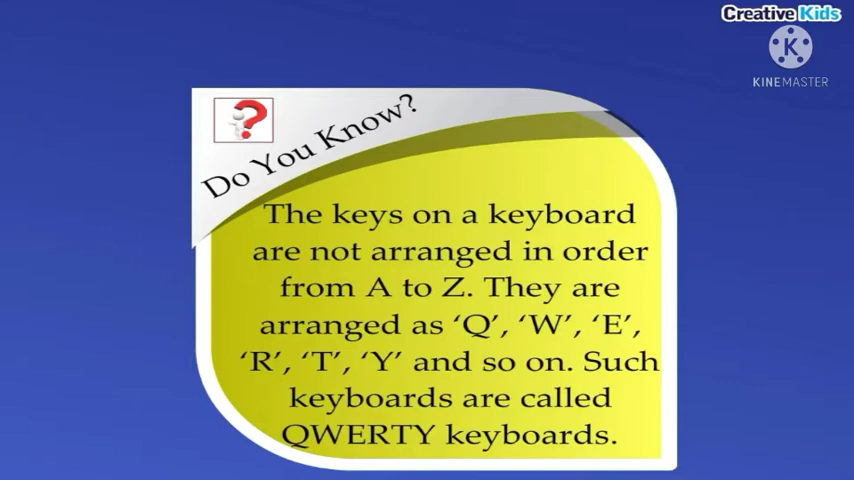 Creative Kids
K
KINEMASTER
Do You Know?
The keys on a keyboard
are not arranged in order
from A to Z. They are
arranged as ‘Q’, ‘W’, ‘E’,
‘R’, ‘T’, ‘Y’ and so on. Such
keyboards are called
QWERTY keyboards.